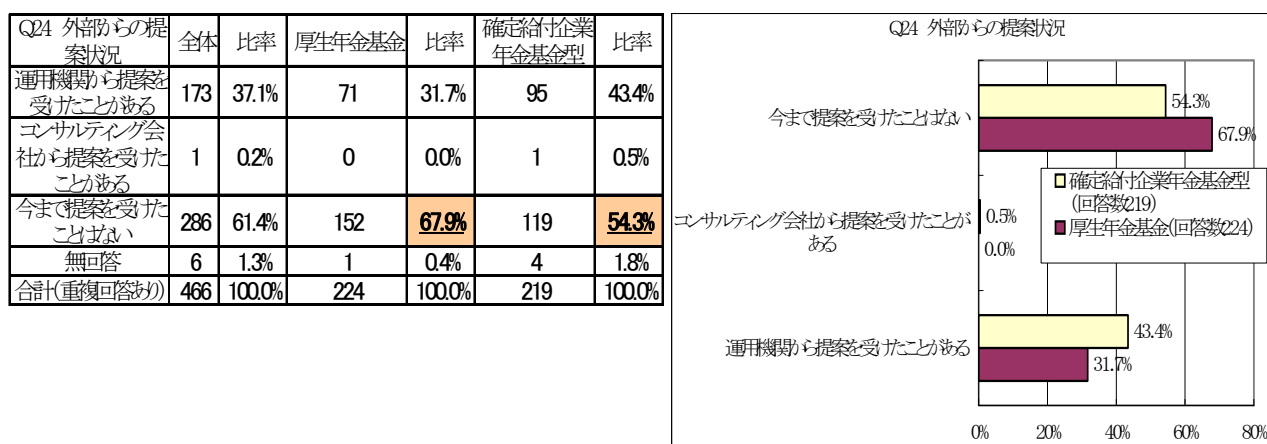 Q24 外部からの提
案状況
全体
比率
厚生年金基金
比率
確定給付企業
年金基金型
比率
運用機関から提案を
受けたことがある
173
37.1%
71
31.7%
95
43.4%
コンサルティング会
社から提案を受けた
ことがある
1
0.2%
0
0.0%
1
0.5%
今まで提案を受けた
ことはない
286
61.4%
152
67.9%
119
54.3%
無回答
6
1.3%
1
0.4%
4
1.8%
合計(重複回答あり)
466
100.0%
224
100.0%
219
100.0%
Q24 外部からの提案状況
今まで提案を受けたことはない
54.3%
67.9%
コンサルティング会社から提案を受けたことが
ある
0.5%
0.0%
運用機関から提案を受けたことがある
43.4%
31.7%
確定給付企業年金基金型
(回答数219)
厚生年金基金(回答数224)
0%
20%
40%
60%
80%